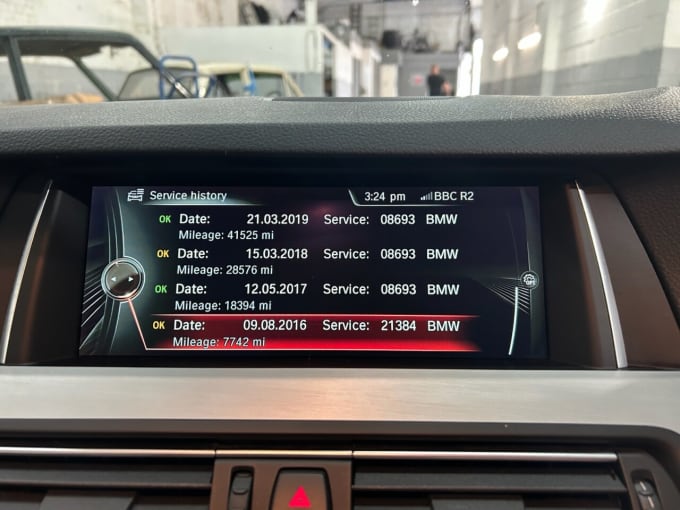 Service history 3:24 pm BBC R2
OK Date: 21.03.2019 Service: 08693 BMW
Mileage: 41525 mi
OK Date: 15.03.2018 Service: 08693 BMW
Mileage: 28576 mi
OK Date: 12.05.2017 Service: 08693 BMW
Mileage: 18394 mi
OK Date: 09.08.2016 Service: 21384 BMW
Mileage: 7742 mi